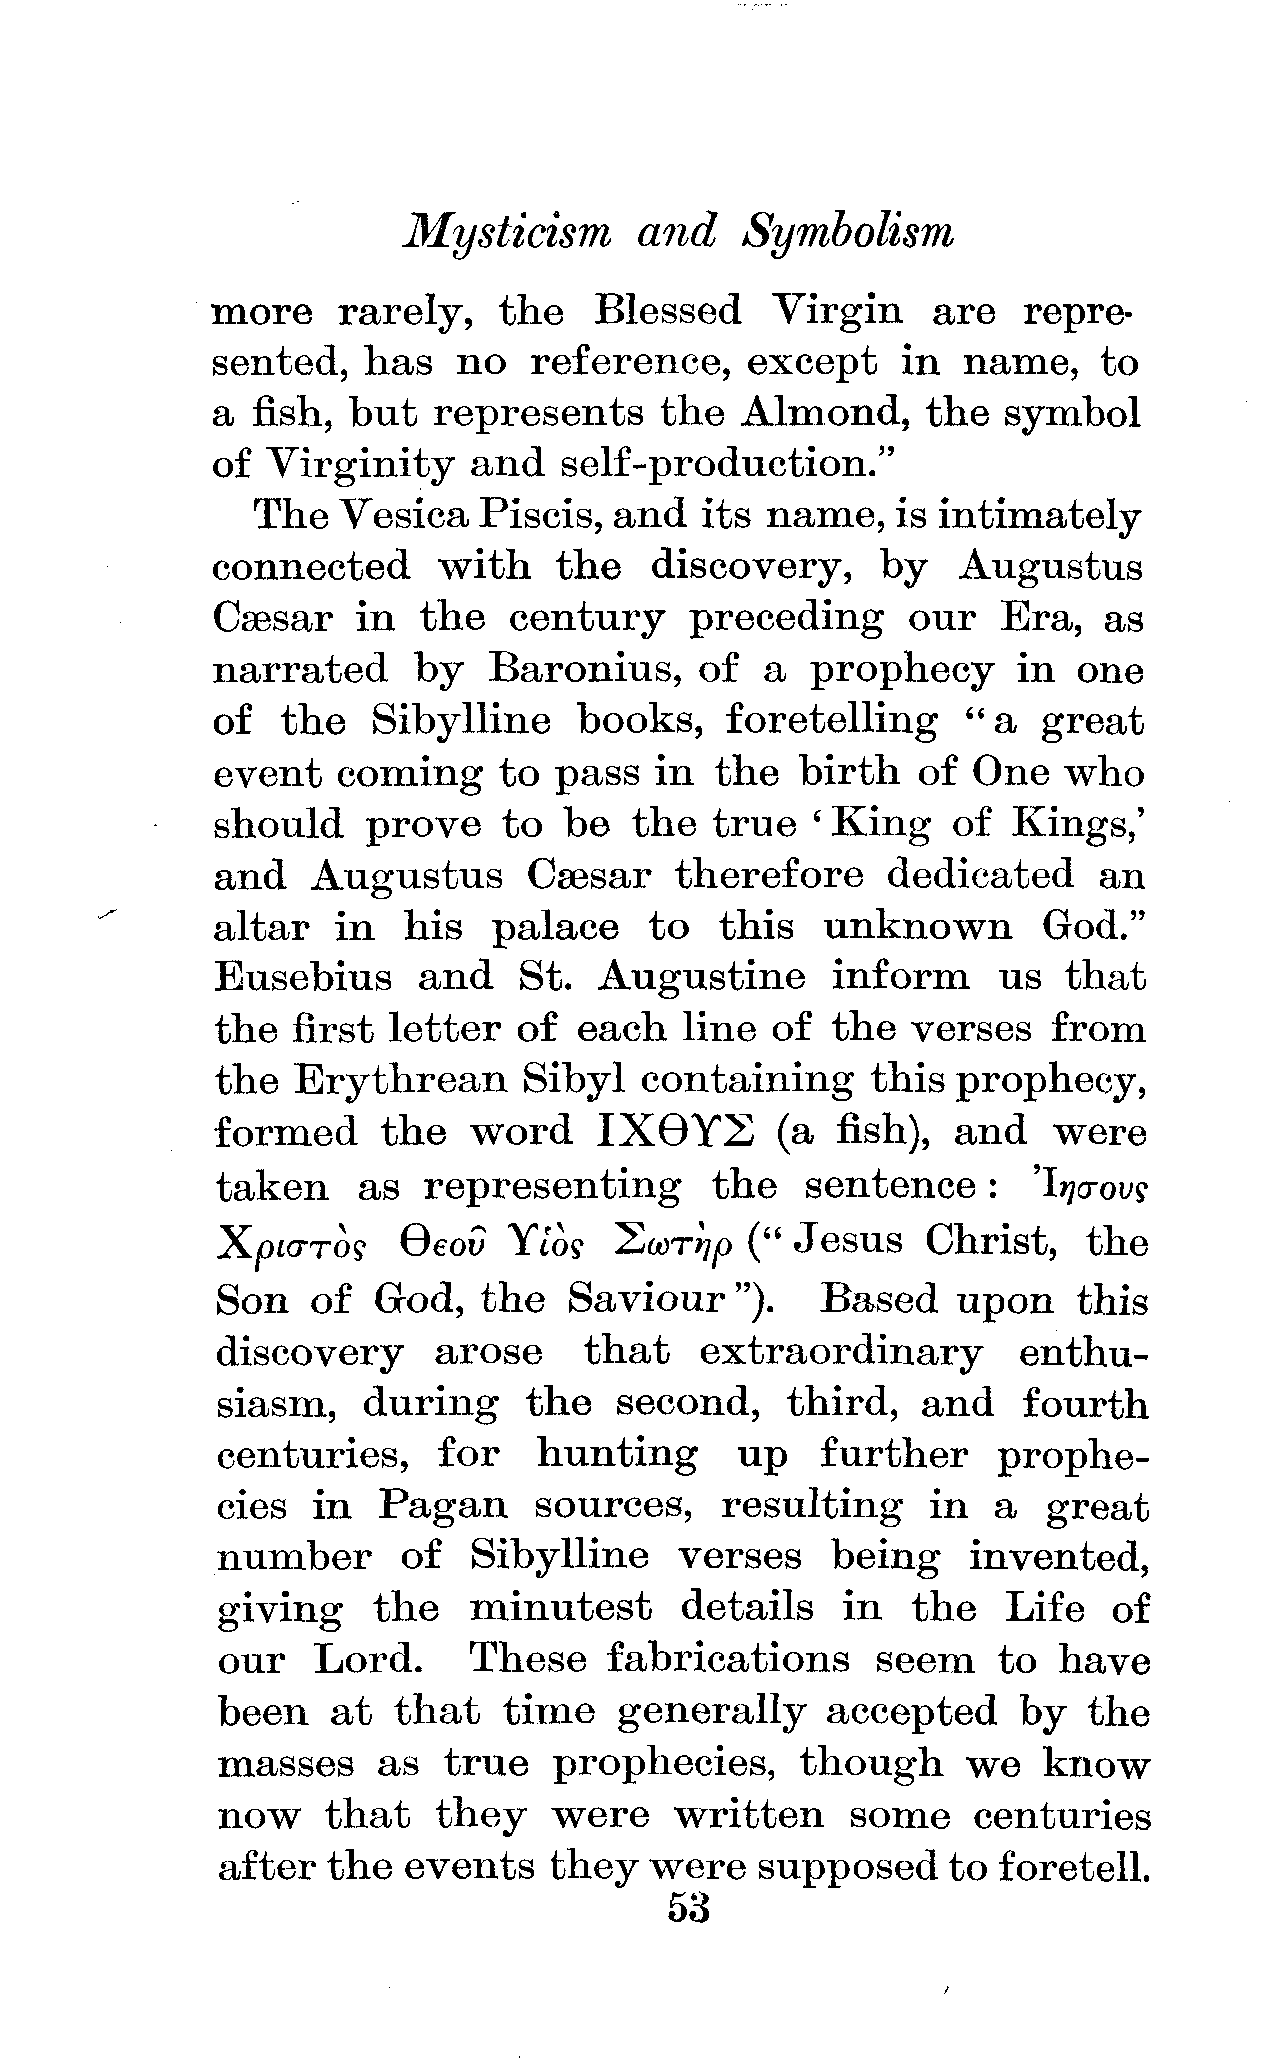 Mysticism and Symbolism
more rarely, the Blessed Virgin are repre-
sented, has no reference, except in name, to
a fish, but represents the Almond, the symbol
of Virginity and self-production."
The Vesica Piscis, and its name, is intimately
connected with the discovery, by Augustus
Cæsar in the century preceding our Era, as
narrated by Baronius, of a prophecy in one
of the Sibylline books, foretelling "a great
event coming to pass in the birth of One who
should prove to be the true 'King of Kings,'
and Augustus Cæsar therefore dedicated an
altar in his palace to this unknown God."
Eusebius and St. Augustine inform us that
the first letter of each line of the verses from
the Erythrean Sibyl containing this prophecy,
formed the word ΙΧΘΥΣ (a fish), and were
taken as representing the sentence : Ἰησους
Χριστὸς Θεοῦ Υἱὸς Σωτὴρ ("Jesus Christ, the
Son of God, the Saviour"). Based upon this
discovery arose that extraordinary enthu-
siasm, during the second, third, and fourth
centuries, for hunting up further prophe-
cies in Pagan sources, resulting in a great
number of Sibylline verses being invented,
giving the minutest details in the Life of
our Lord. These fabrications seem to have
been at that time generally accepted by the
masses as true prophecies, though we know
now that they were written some centuries
after the events they were supposed to foretell.
53